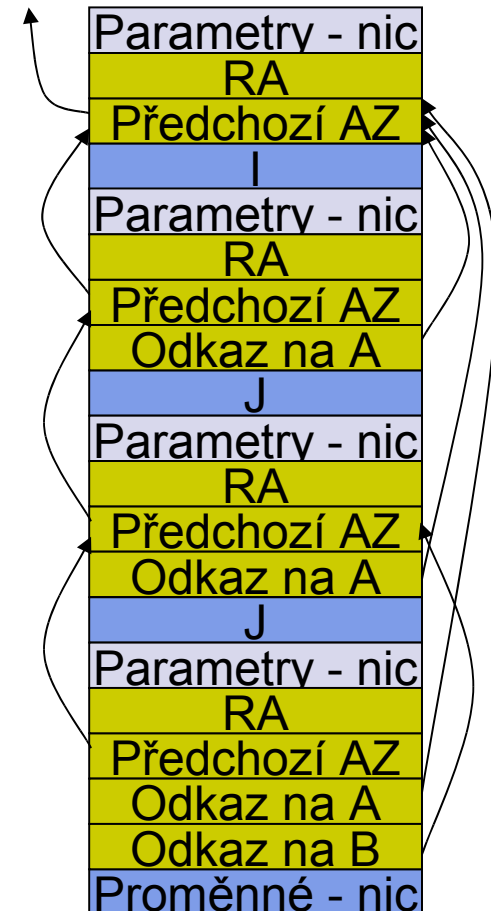 Parametry - nic
RA
Předchozí AZ
I
Parametry - nic
RA
Předchozí AZ
Odkaz na A
J
Parametry - nic
RA
Předchozí AZ
Odkaz na A
J
Parametry - nic
RA
Předchozí AZ
Odkaz na A
Odkaz na B
Proměnné - nic